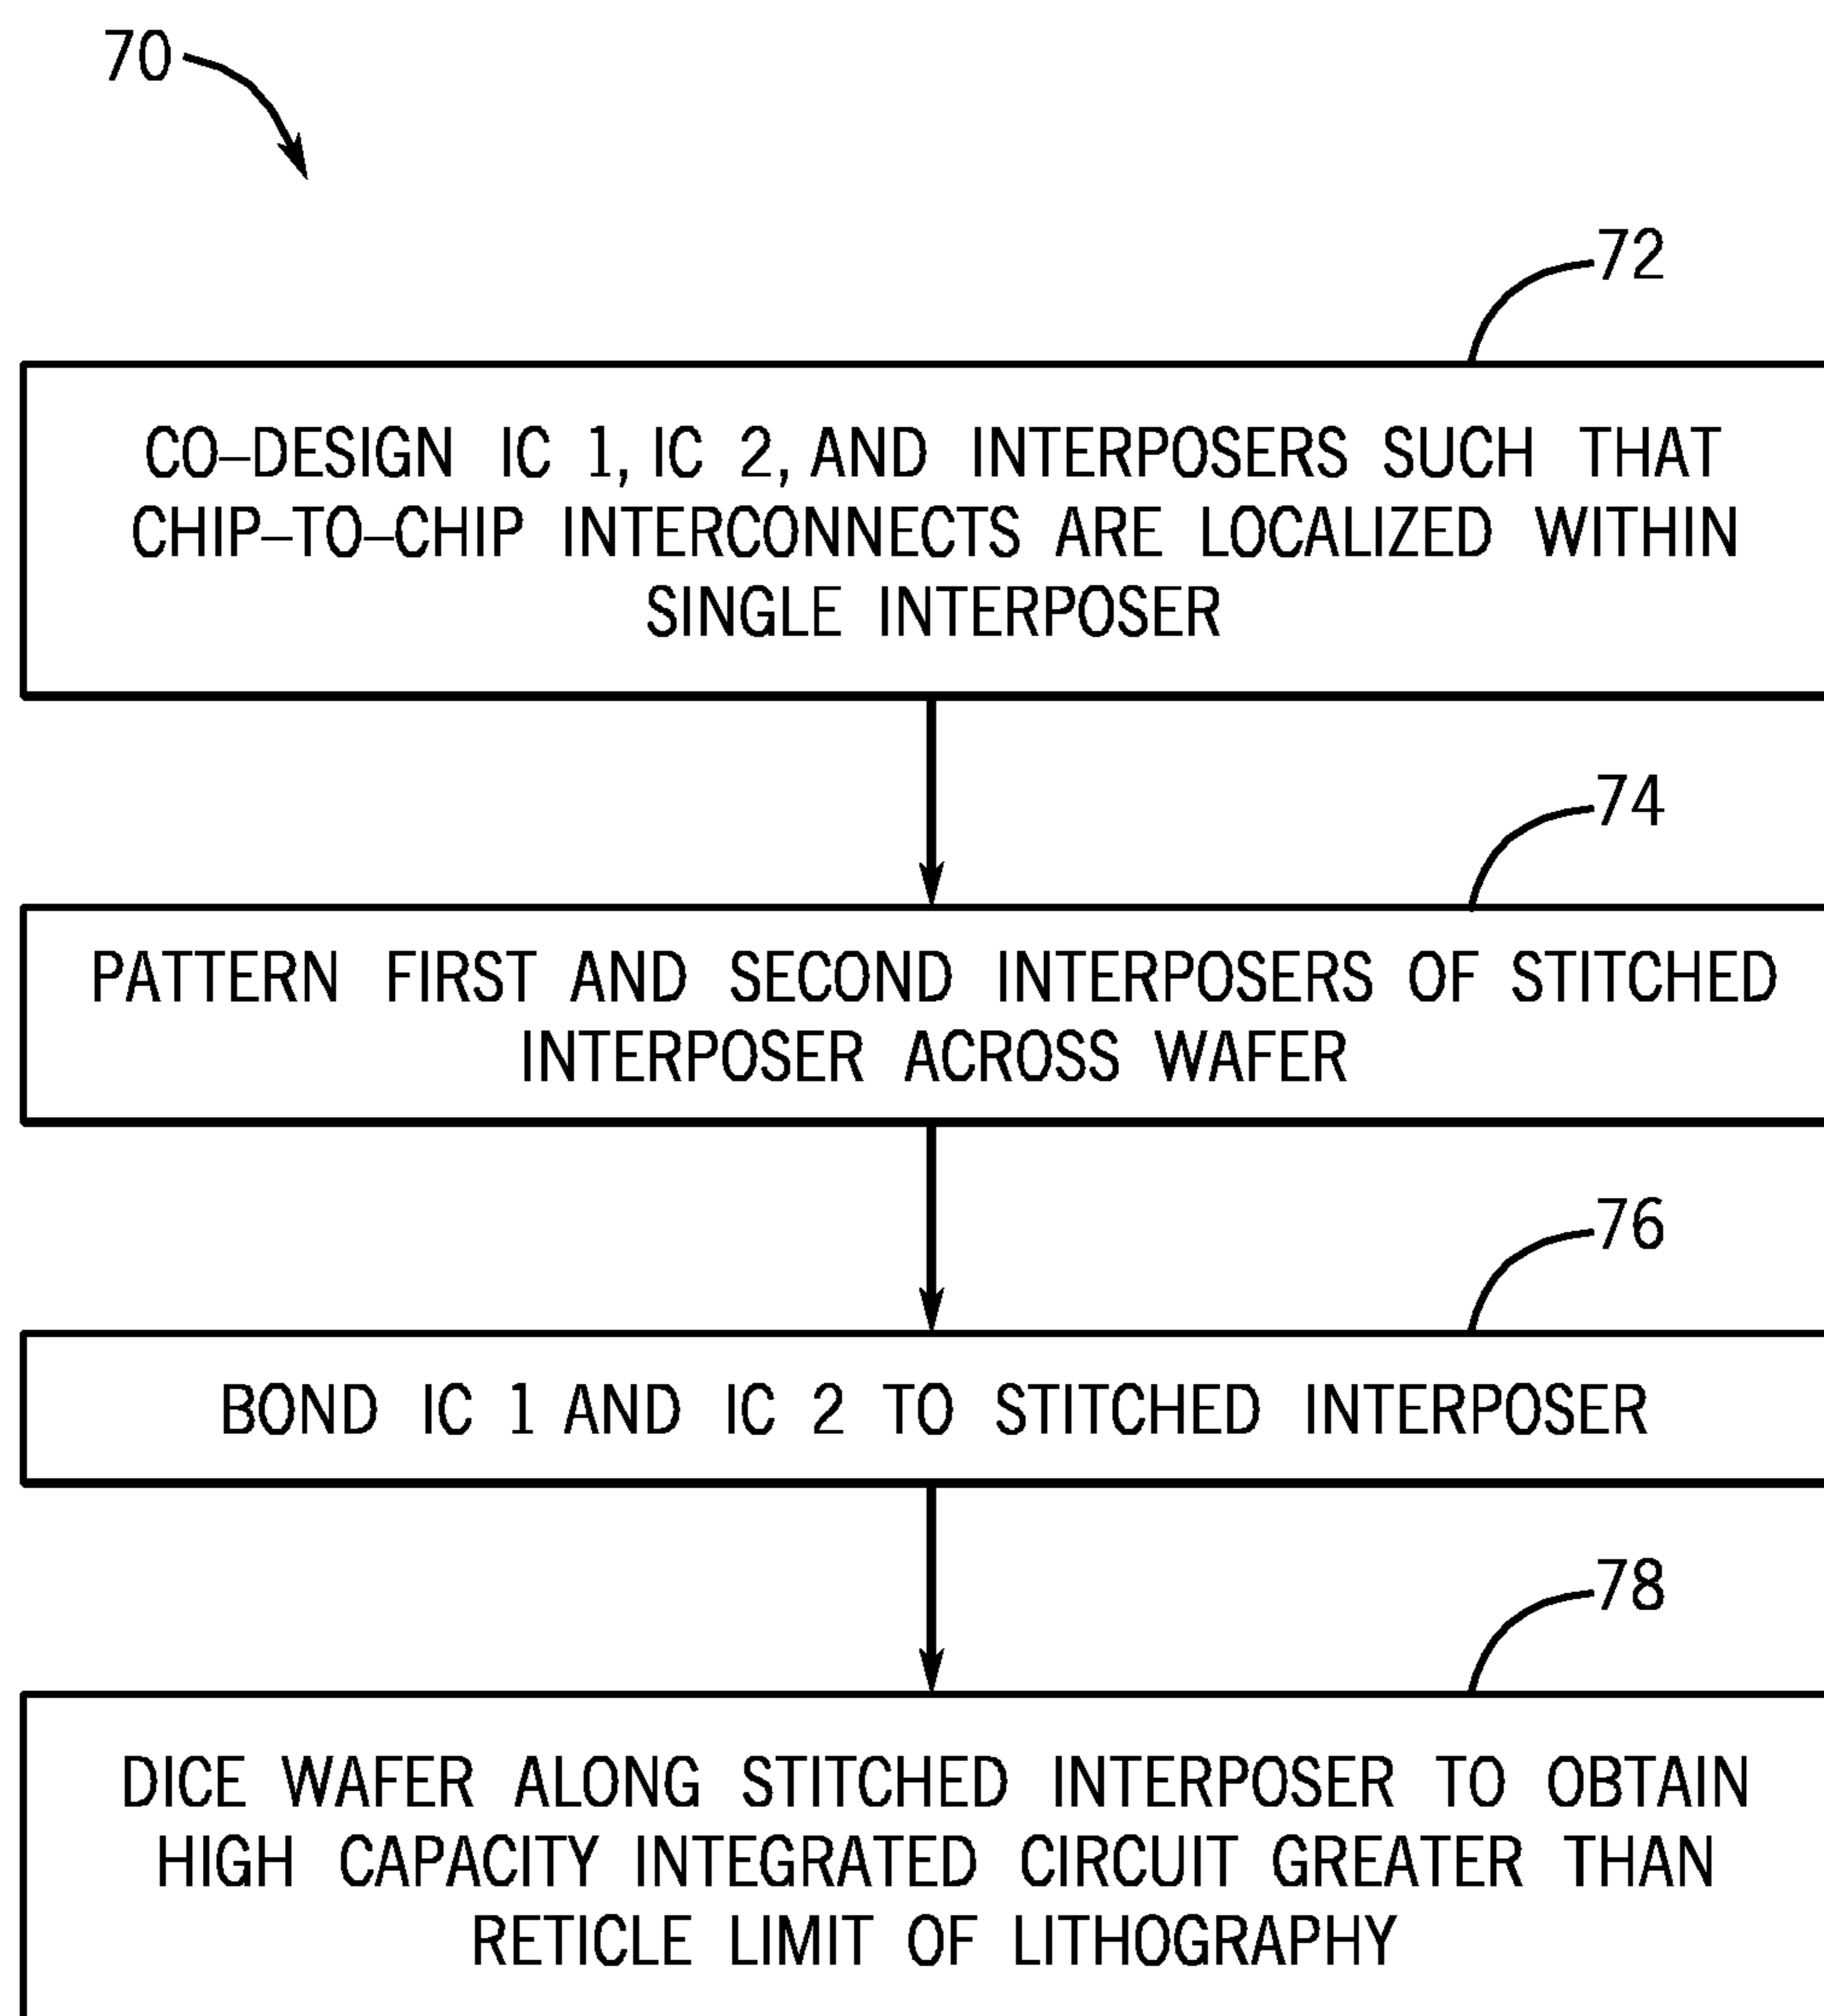 70
72
CO–DESIGN IC 1, IC 2, AND INTERPOSERS SUCH THAT
CHIP–TO–CHIP INTERCONNECTS ARE LOCALIZED WITHIN
SINGLE INTERPOSER
74
PATTERN FIRST AND SECOND INTERPOSERS OF STITCHED
INTERPOSER ACROSS WAFER
76
BOND IC 1 AND IC 2 TO STITCHED INTERPOSER
78
DICE WAFER ALONG STITCHED INTERPOSER TO OBTAIN
HIGH CAPACITY INTEGRATED CIRCUIT GREATER THAN
RETICLE LIMIT OF LITHOGRAPHY